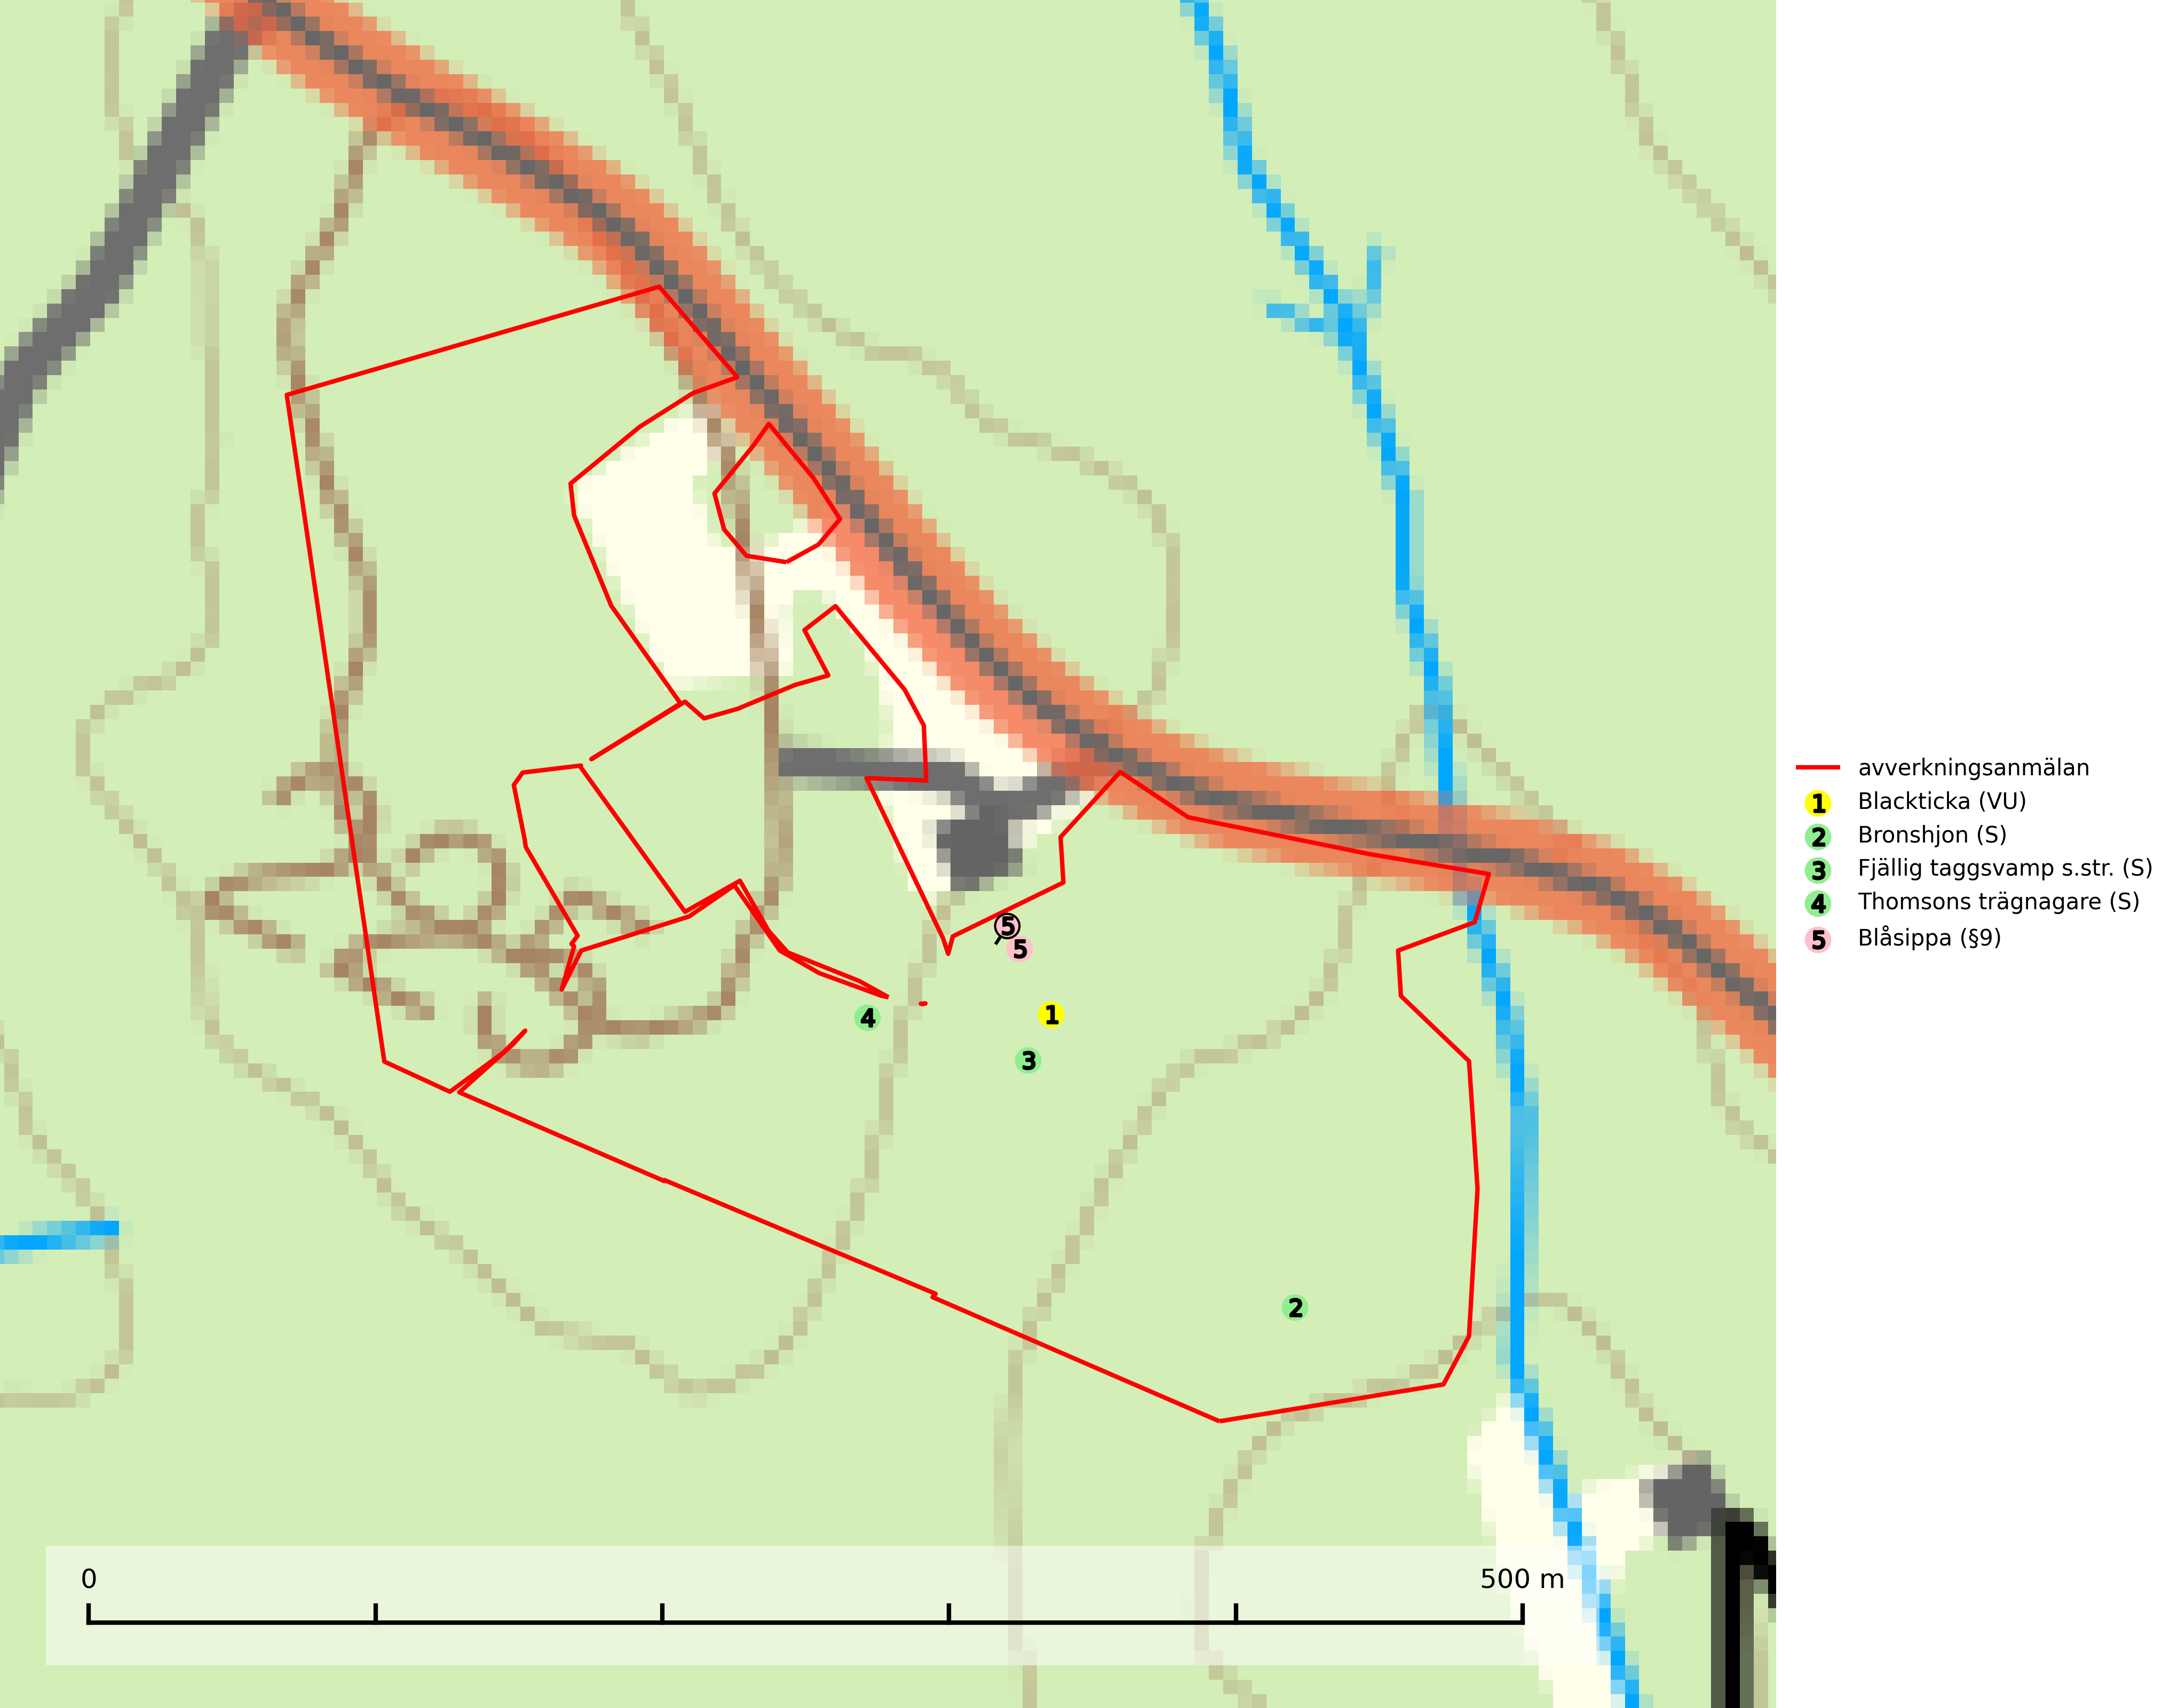 avverkningsanmälan
1 Blackticka (VU)
2 Bronshjon (S)
3 Fjällig taggsvamp s.str. (S)
4 Thomsons trägnagare (S)
5 Blåsippa (§9)
5
5
4
1
3
2
0 500 m